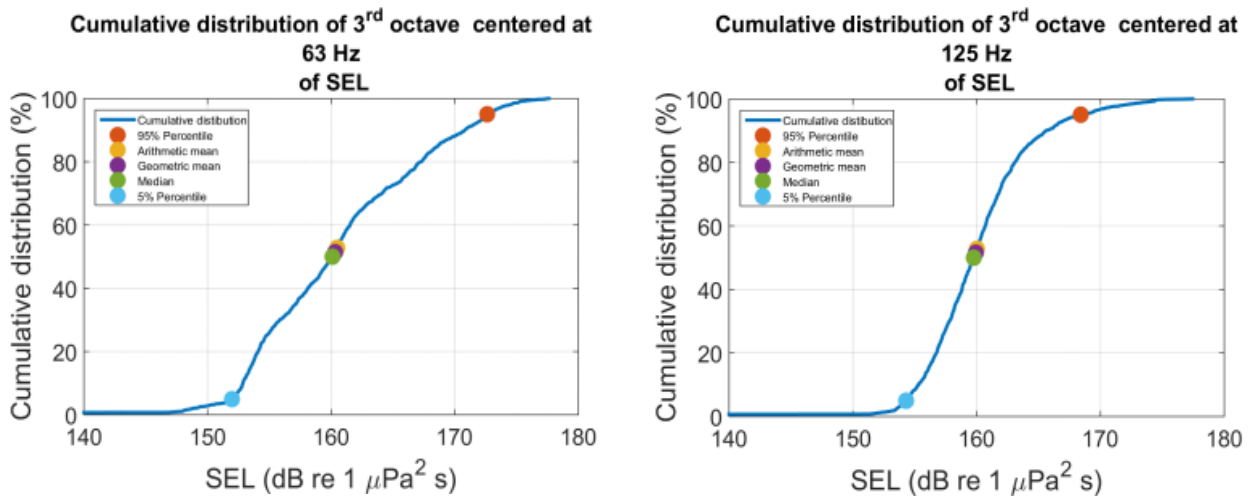 Cumulative distribution of 3rd octave centered at
63 Hz
of SEL
100
80
60
40
20
0
Cumulative distribution (%)
Cumulative distibution
95% Percentile
Arithmetic mean
Geometric mean
Median
5% Percentile
140 150 160 170 180
SEL (dB re 1 μPa2 s)
Cumulative distribution of 3rd octave centered at
125 Hz
of SEL
100
80
60
40
20
0
Cumulative distribution (%)
Cumulative distibution
95% Percentile
Arithmetic mean
Geometric mean
Median
5% Percentile
140 150 160 170 180
SEL (dB re 1 μPa2 s)